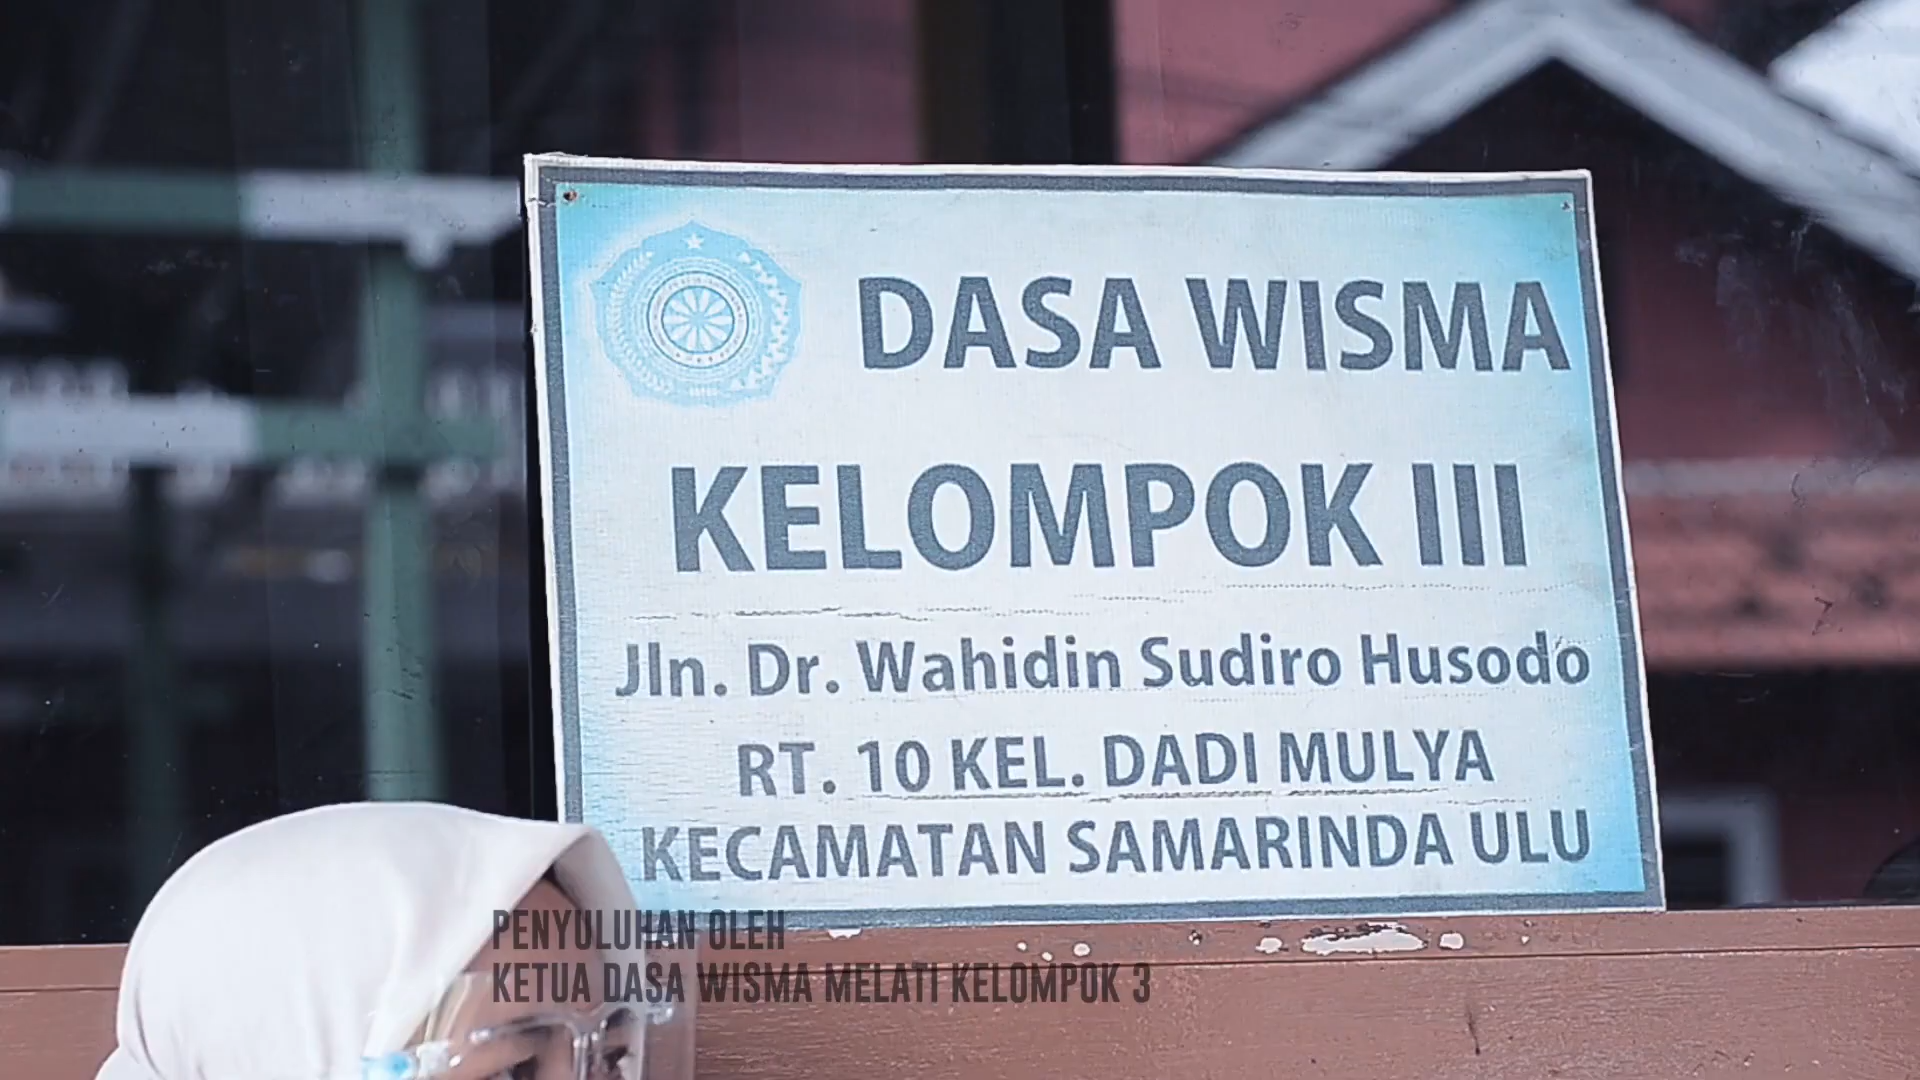 DASA WISMA
KELOMPOK III
Jln. Dr. Wahidin Sudiro Husodo
RT. 10 KEL. DADI MULYA
KECAMATAN SAMARINDA ULU
PENYULUHAN OLEH
KETUA DASA WISMA MELATI KELOMPOK 3